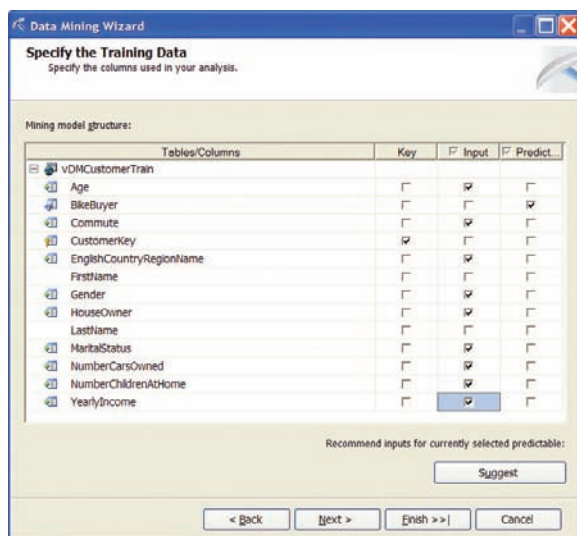 Data Mining Wizard
Specify the Training Data
Specify the columns used in your analysis.
Mining model structure:
Tables/Columns Key Input Predict...
vDMCustomerTrain
Age
BikeBuyer
Commute
CustomerKey
EnglishCountryRegionName
FirstName
Gender
HouseOwner
LastName
MaritalStatus
NumberCarsOwned
NumberChildrenAtHome
YearlyIncome
Recommend inputs for currently selected predictable:
Suggest
< Back Next > Finish >>| Cancel